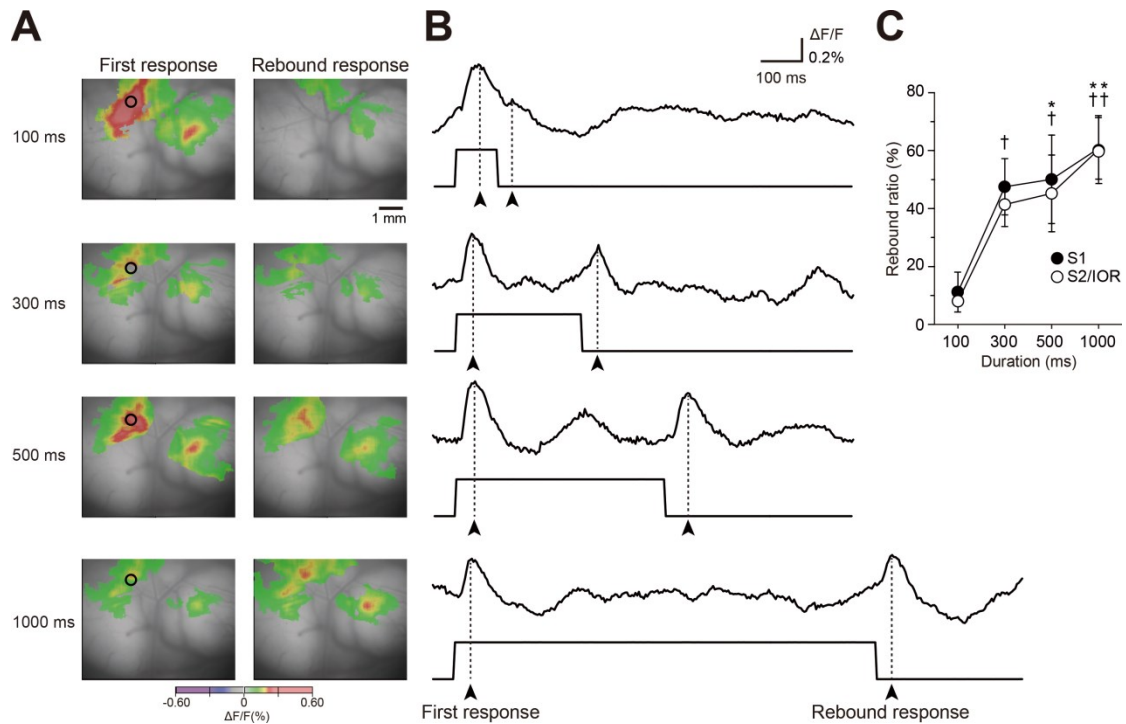 A
First response
Rebound response
100 ms
1 mm
300 ms
500 ms
1000 ms
-0.60
0
0.60
ΔF/F(%)
B
ΔF/F
0.2%
100 ms
First response
Rebound response
C
Rebound ratio (%)
80
60
40
20
0
†
*
†
**
††
S1
S2/IOR
100
300
500
1000
Duration (ms)